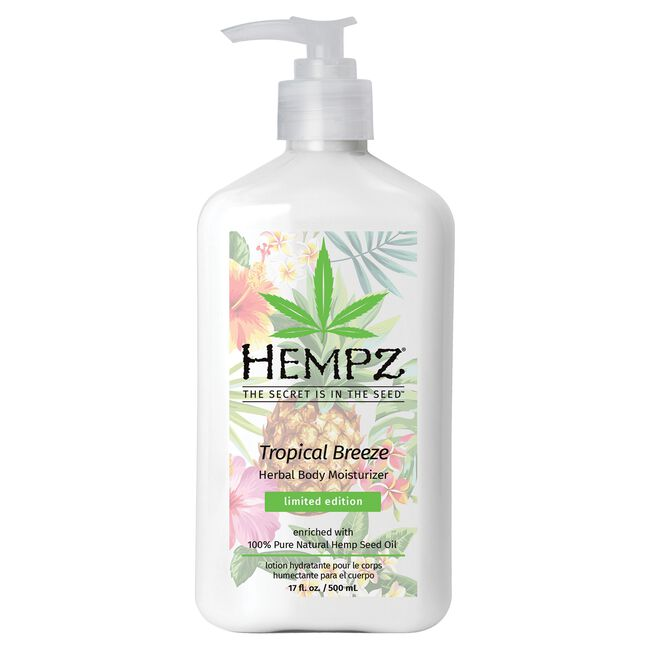 HEMPZ®
THE SECRET IS IN THE SEED™
Tropical Breeze
Herbal Body Moisturizer
limited edition
enriched with
100% Pure Natural Hemp Seed Oil
lotion hydratante pour le corps
humectante para el cuerpo
17 fl. oz. / 500 mL